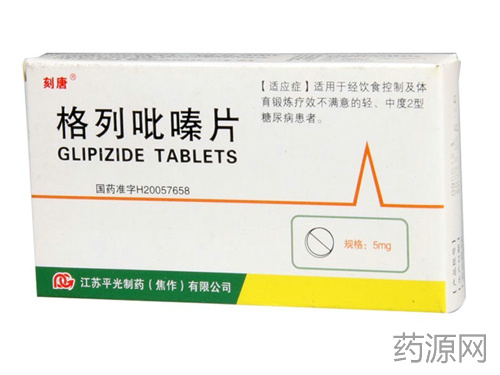 刻唐®
格列吡嗪片
GLIPIZIDE TABLETS
国药准字H20057658
【适应症】适用于经饮食控制及体
育锻炼疗效不满意的轻、中度2型
糖尿病患者。
规格：5mg
江苏平光制药（焦作）有限公司
药源网